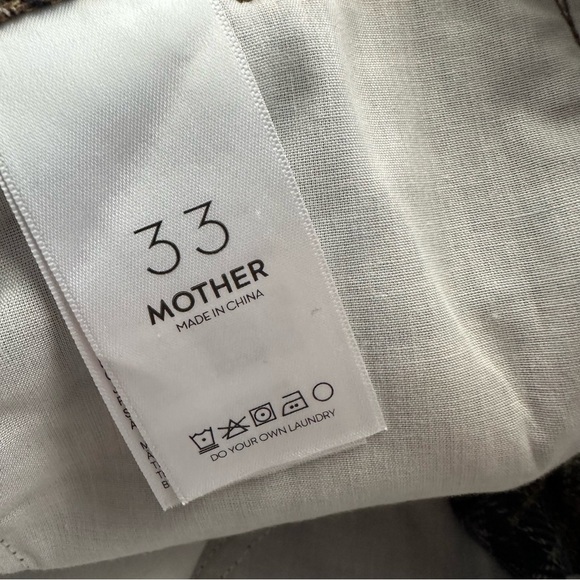 33
MOTHER
MADE IN CHINA
DO YOUR OWN LAUNDRY